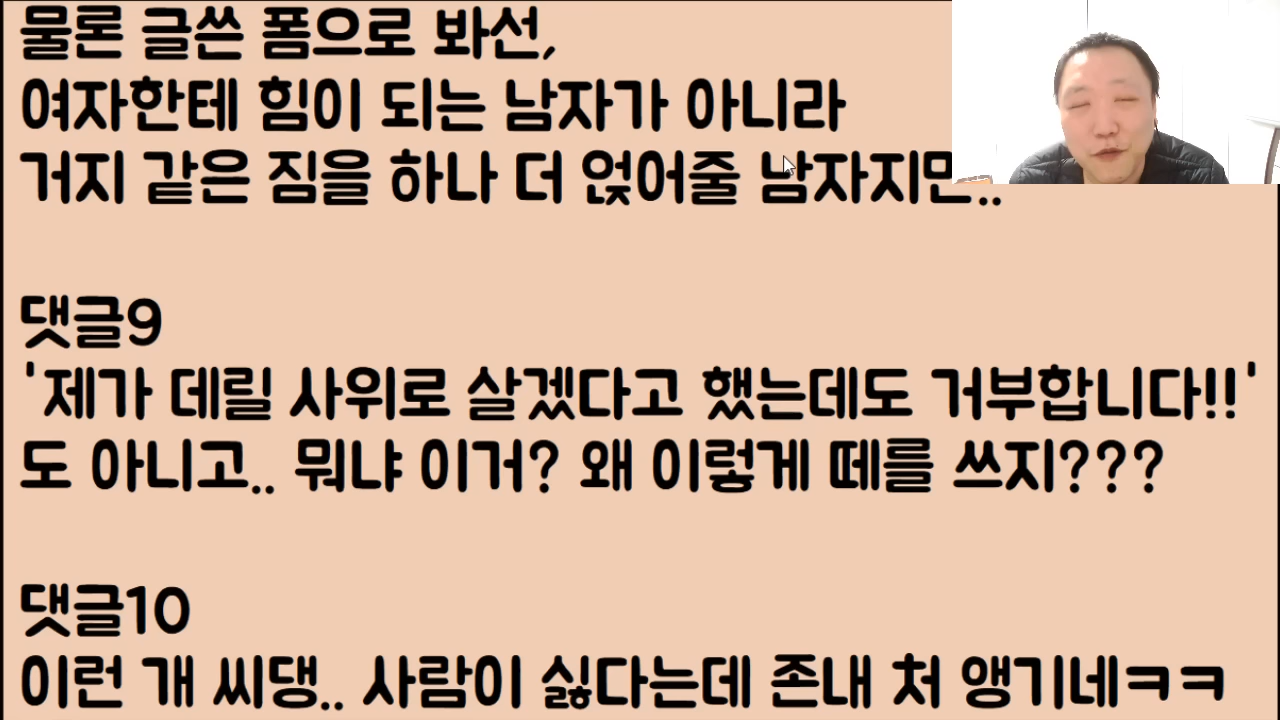 물론 글쓴 폼으로 봐선,
여자한테 힘이 되는 남자가 아니라
거지 같은 짐을 하나 더 얹어줄 남자지만..
댓글9
'제가 데릴 사위로 살겠다고 했는데도 거부합니다!!'
도 아니고.. 뭐냐 이거? 왜 이렇게 떼를 쓰지???
댓글10
이런 개 씨댕.. 사람이 싫다는데 존내 처 앵기네ㅋㅋ